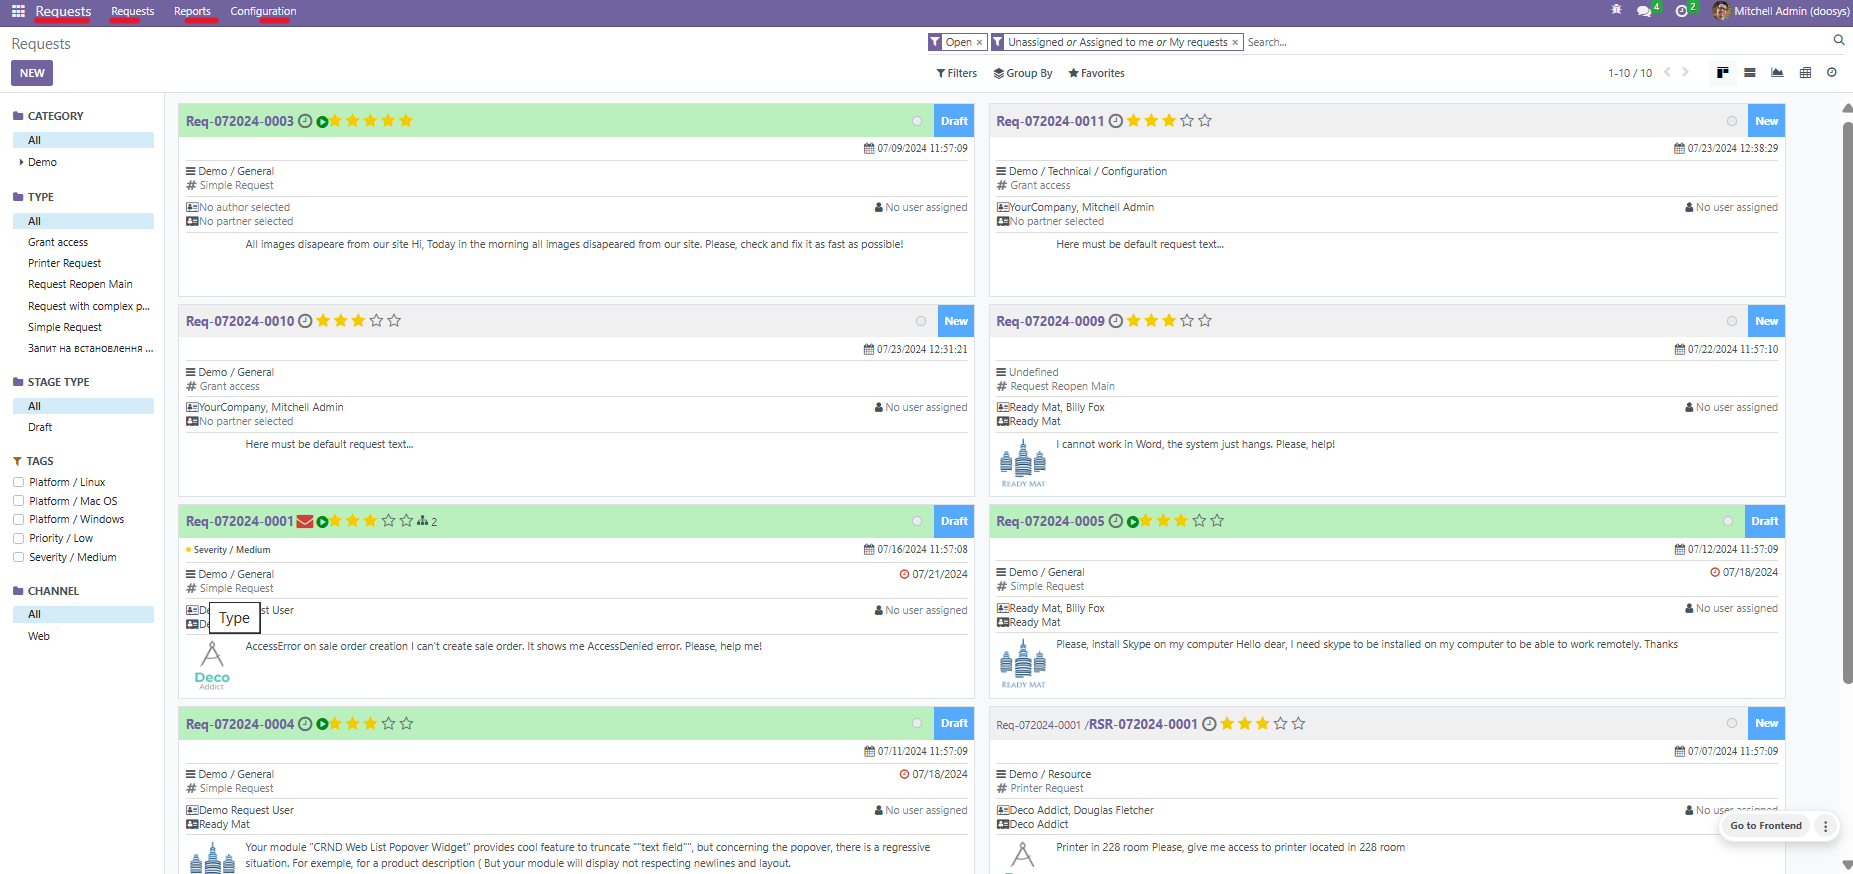 Requests Requests Reports Configuration 4 2 Mitchell Admin (doosys)
Requests
Open × Unassigned or Assigned to me or My requests × Search...
NEW
Filters Group By Favorites 1-10 / 10
CATEGORY
All
Demo
TYPE
All
Grant access
Printer Request
Request Reopen Main
Request with complex p...
Simple Request
Запит на встановлення ...
STAGE TYPE
All
Draft
TAGS
Platform / Linux
Platform / Mac OS
Platform / Windows
Priority / Low
Severity / Medium
CHANNEL
All
Web
Req-072024-0003 Draft
07/09/2024 11:57:09
Demo / General
# Simple Request
No author selected No user assigned
No partner selected
All images disapeare from our site Hi, Today in the morning all images disapeared from our site. Please, check and fix it as fast as possible!
Req-072024-0011 New
07/23/2024 12:38:29
Demo / Technical / Configuration
# Grant access
YourCompany, Mitchell Admin No user assigned
No partner selected
Here must be default request text...
Req-072024-0010 New
07/23/2024 12:31:21
Demo / General
# Grant access
YourCompany, Mitchell Admin No user assigned
No partner selected
Here must be default request text...
Req-072024-0009 New
07/22/2024 11:57:10
Undefined
# Request Reopen Main
Ready Mat, Billy Fox No user assigned
Ready Mat
I cannot work in Word, the system just hangs. Please, help!
READY MAT
Req-072024-0001 2 Draft
Severity / Medium 07/16/2024 11:57:08
Demo / General 07/21/2024
# Simple Request
De st User No user assigned
De
Type
AccessError on sale order creation I can't create sale order. It shows me AccessDenied error. Please, help me!
Deco
Addict
Req-072024-0005 Draft
07/12/2024 11:57:09
Demo / General 07/18/2024
# Simple Request
Ready Mat, Billy Fox No user assigned
Ready Mat
Please, install Skype on my computer Hello dear, I need skype to be installed on my computer to be able to work remotely. Thanks
READY MAT
Req-072024-0004 Draft
07/11/2024 11:57:09
Demo / General 07/18/2024
# Simple Request
Demo Request User No user assigned
Ready Mat
Your module "CRND Web List Popover Widget" provides cool feature to truncate ""text field"", but concerning the popover, there is a regressive
situation. For example, for a product description ( But your module will display not respecting newlines and layout.
Req-072024-0001 /RSR-072024-0001 New
07/07/2024 11:57:09
Demo / Resource
# Printer Request
Deco Addict, Douglas Fletcher No user assigned
Deco Addict
Go to Frontend
Printer in 228 room Please, give me access to printer located in 228 room